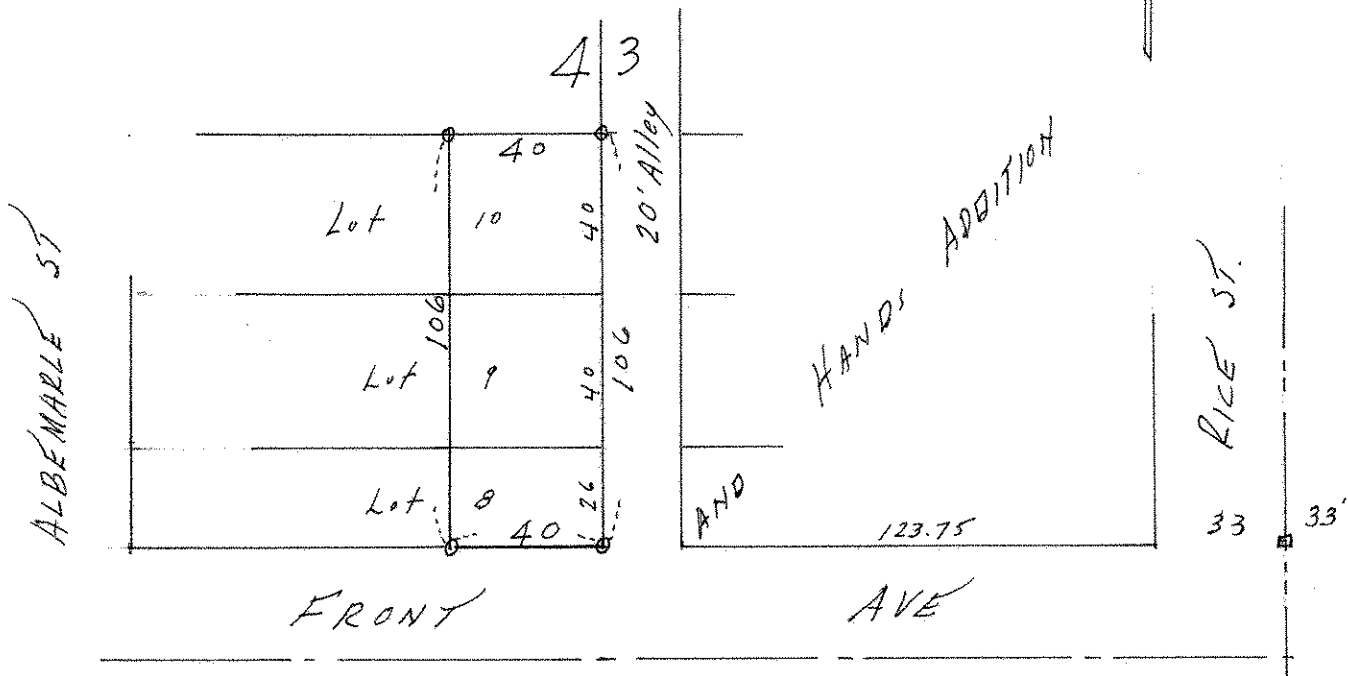 4 3
40
20' Alley
Lot 10
40
106
106
Lot 9
40
Lot 8
26
40
ALBEMARLE ST
HANDS ADDITION
AND
RICE ST.
123.75
33
33'
FRONT AVE